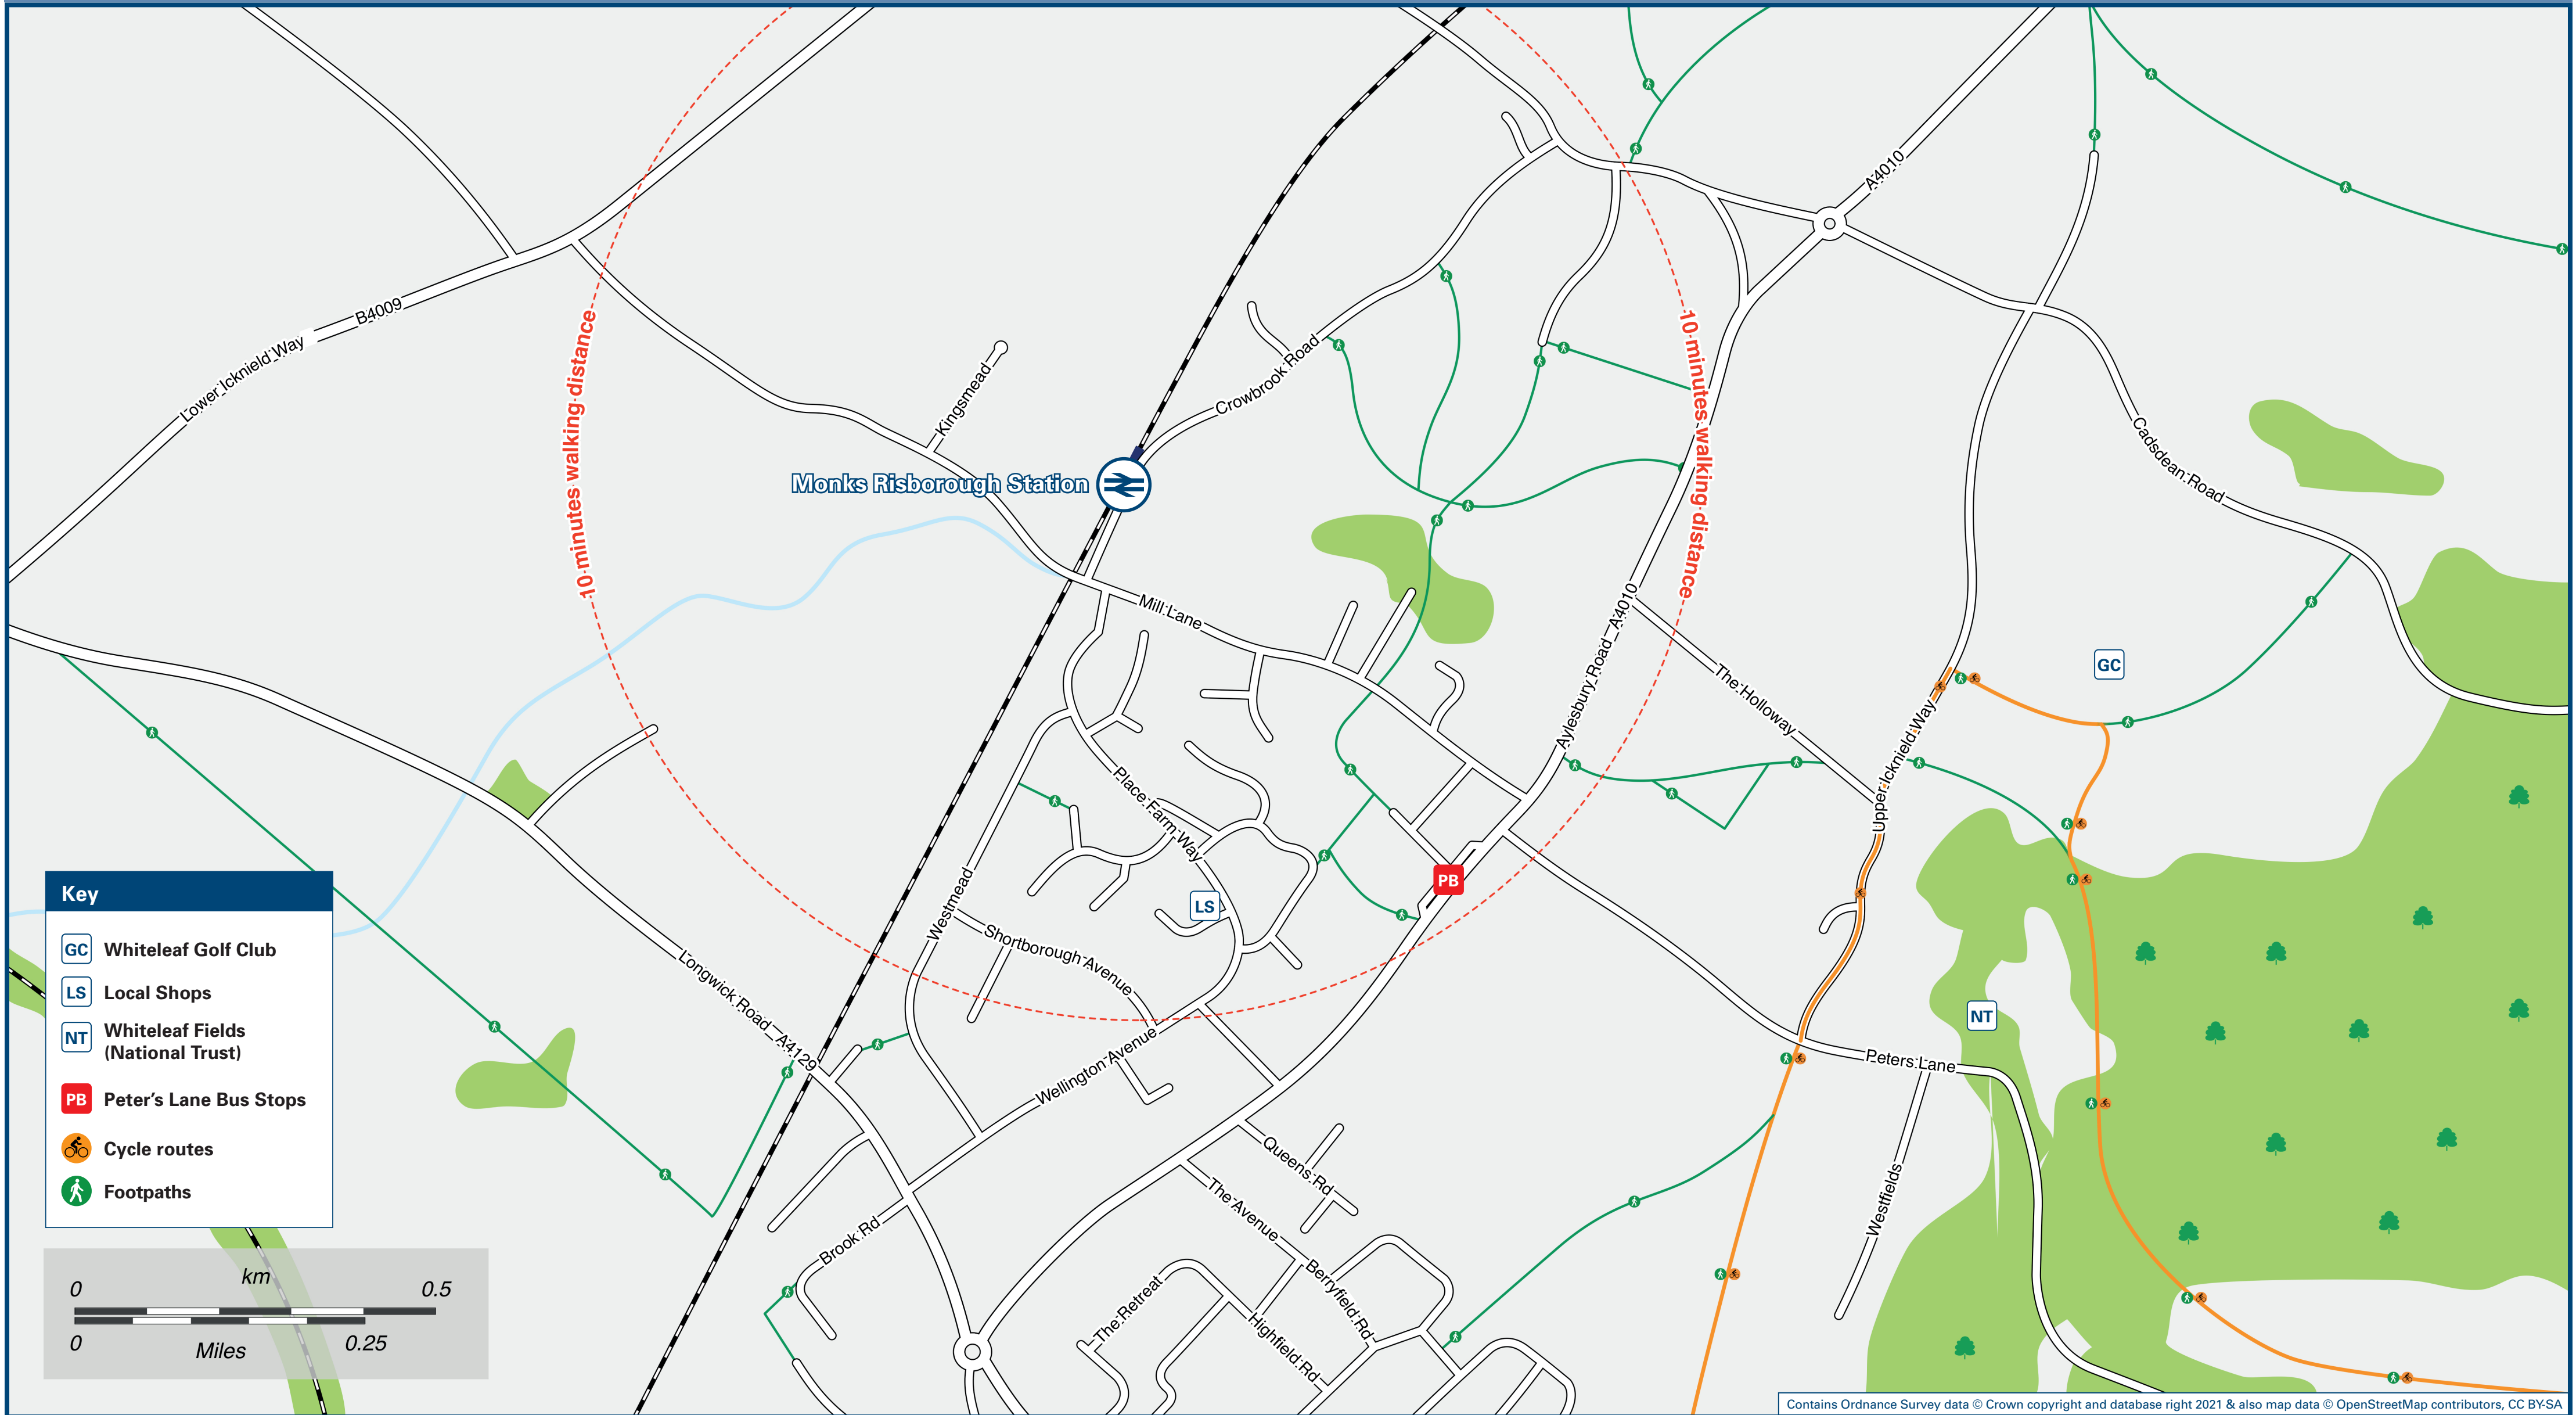 A4010
B4009
Lower Icknield Way
10 minutes walking distance
10 minutes walking distance
Kingsmead
Crowbrook Road
Cadsdean Road
Monks Risborough Station
Mill Lane
Aylesbury Road A4010
The Holloway
GC
Upper Icknield Way
Place Farm Way
PB
LS
Westmead
Shortborough Avenue
Longwick Road A4129
NT
Peters Lane
Wellington Avenue
Queens Rd
Westfields
The Avenue
Brook Rd
Berryfield Rd
The Retreat
Highfield Rd
Key
GC Whiteleaf Golf Club
LS Local Shops
NT Whiteleaf Fields
(National Trust)
PB Peter's Lane Bus Stops
Cycle routes
Footpaths
km
0 0.5
0 0.25
Miles
Contains Ordnance Survey data © Crown copyright and database right 2021 & also map data © OpenStreetMap contributors, CC BY-SA